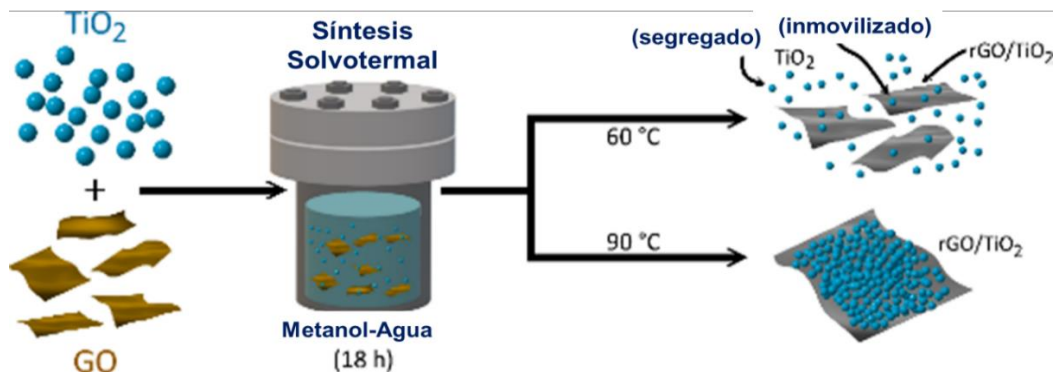 TiO₂
+
GO
Síntesis
Solvotermal
Metanol-Agua
(18 h)
60 °C
90 °C
(segregado)
TiO₂
(inmovilizado)
rGO/TiO₂
rGO/TiO₂